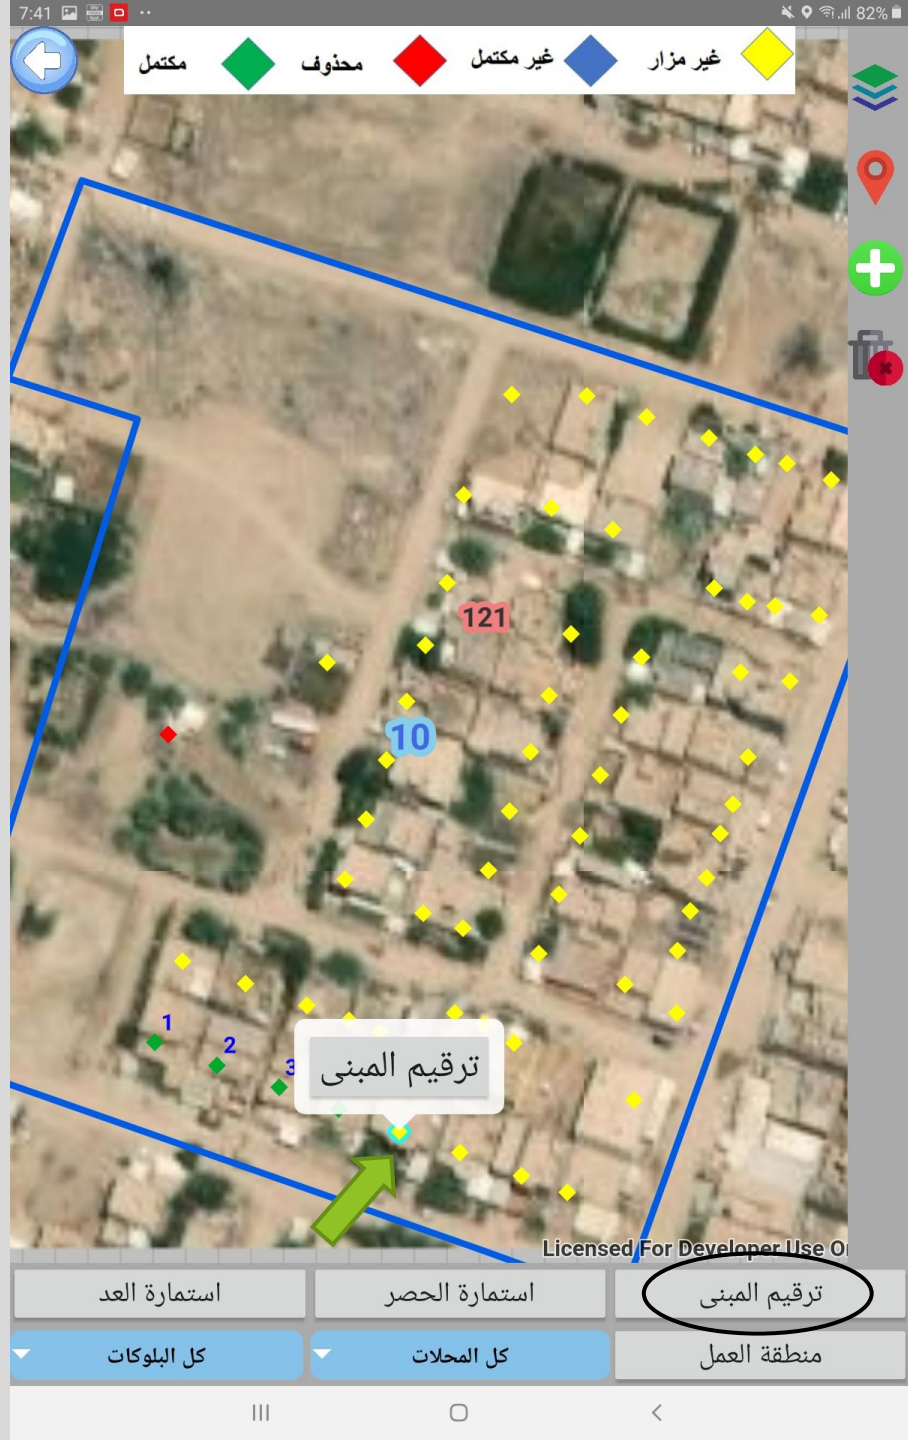 7:41
82%
غير مزار
غير مكتمل
محذوف
مكتمل
121
10
1
2
3
ترقيم المبنى
Licensed For Developer Use O
ترقيم المبنى
استمارة الحصر
استمارة العد
منطقة العمل
كل المحلات
كل البلوكات